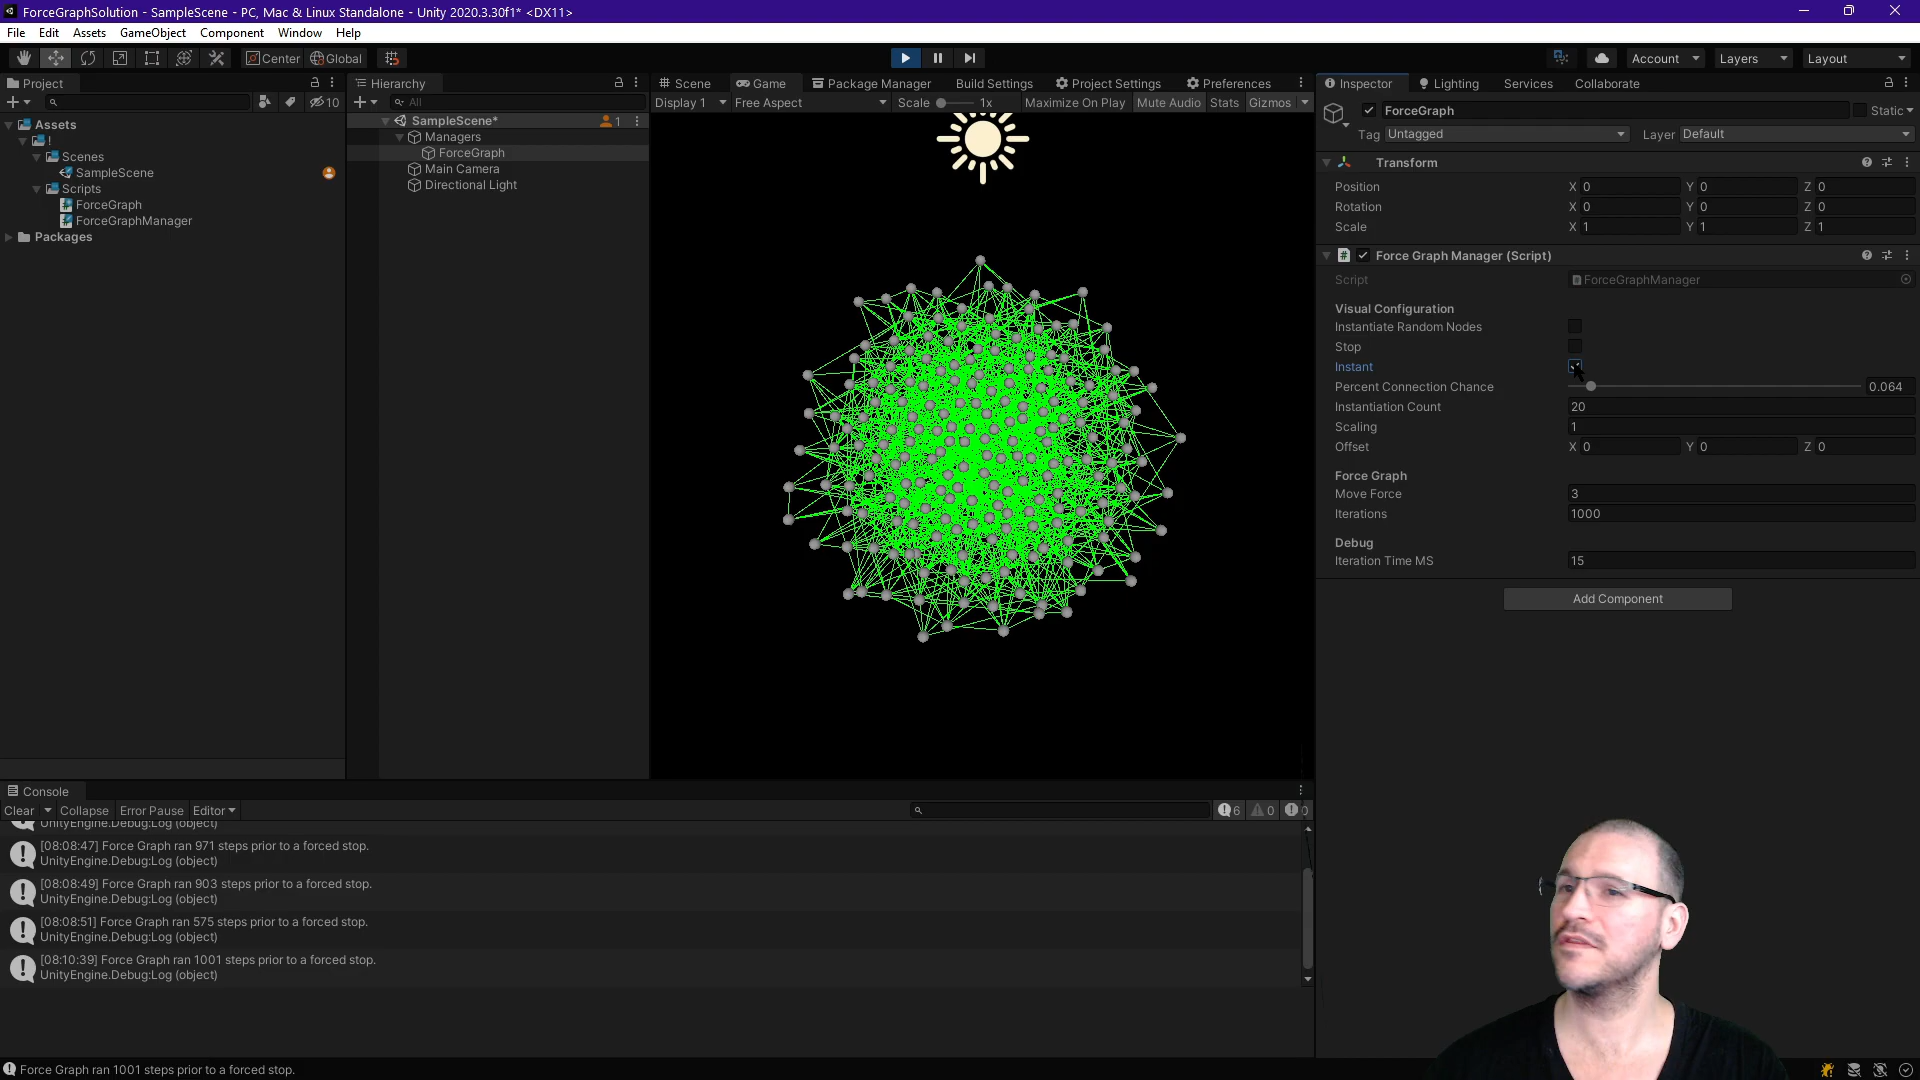 ForceGraphSolution - SampleScene - PC, Mac & Linux Standalone - Unity 2020.3.30f1* <DX11>
File Edit Assets GameObject Component Window Help
Center Global Account Layers Layout
Project
10
Assets
!
Scenes
SampleScene
Scripts
ForceGraph
ForceGraphManager
Packages
Hierarchy
All
SampleScene* 1
Managers
ForceGraph
Main Camera
Directional Light
Scene Game Package Manager Build Settings Project Settings Preferences
Display 1 Free Aspect Scale 1x Maximize On Play Mute Audio Stats Gizmos
Inspector Lighting Services Collaborate
ForceGraph Static
Tag Untagged Layer Default
Transform
Position X 0 Y 0 Z 0
Rotation X 0 Y 0 Z 0
Scale X 1 Y 1 Z 1
# Force Graph Manager (Script)
Script ForceGraphManager
Visual Configuration
Instantiate Random Nodes
Stop
Instant
Percent Connection Chance 0.064
Instantiation Count 20
Scaling 1
Offset X 0 Y 0 Z 0
Force Graph
Move Force 3
Iterations 1000
Debug
Iteration Time MS 15
Add Component
Console
Clear Collapse Error Pause Editor 6 0 0
UnityEngine.Debug:Log (object)
[08:08:47] Force Graph ran 971 steps prior to a forced stop.
UnityEngine.Debug:Log (object)
[08:08:49] Force Graph ran 903 steps prior to a forced stop.
UnityEngine.Debug:Log (object)
[08:08:51] Force Graph ran 575 steps prior to a forced stop.
UnityEngine.Debug:Log (object)
[08:10:39] Force Graph ran 1001 steps prior to a forced stop.
UnityEngine.Debug:Log (object)
Force Graph ran 1001 steps prior to a forced stop.